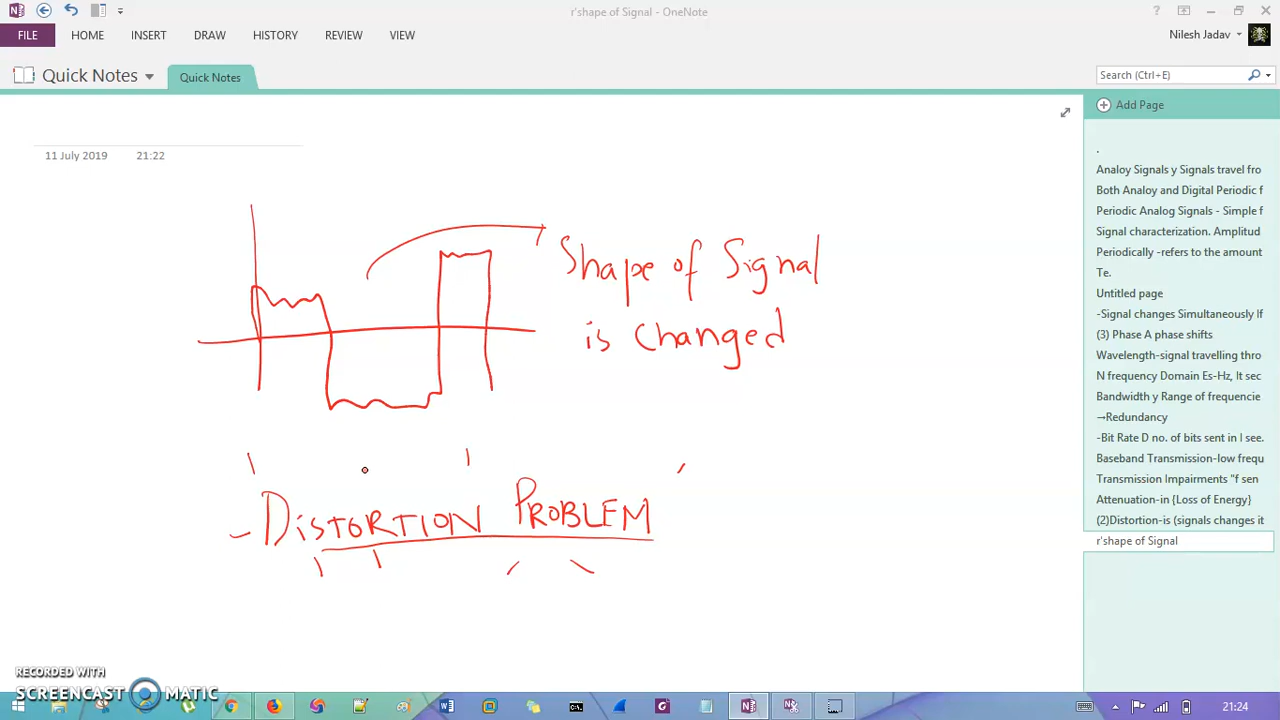 r'shape of Signal - OneNote
FILE HOME INSERT DRAW HISTORY REVIEW VIEW
Nilesh Jadav
Quick Notes
Quick Notes
Search (Ctrl+E)
11 July 2019 21:22
Shape of Signal
is Changed
- DISTORTION PROBLEM
Add Page
.
Analoy Signals y Signals travel fro
Both Analoy and Digital Periodic f
Periodic Analog Signals - Simple f
Signal characterization. Amplitud
Periodically -refers to the amount
Te.
Untitled page
-Signal changes Simultaneously If
(3) Phase A phase shifts
Wavelength-signal travelling thro
N frequency Domain Es-Hz, It sec
Bandwidth y Range of frequencie
→Redundancy
-Bit Rate D no. of bits sent in I see.
Baseband Transmission-low frequ
Transmission Impairments "f sen
Attenuation-in {Loss of Energy}
(2)Distortion-is (signals changes it
r'shape of Signal
RECORDED WITH
SCREENCAST MATIC
21:24